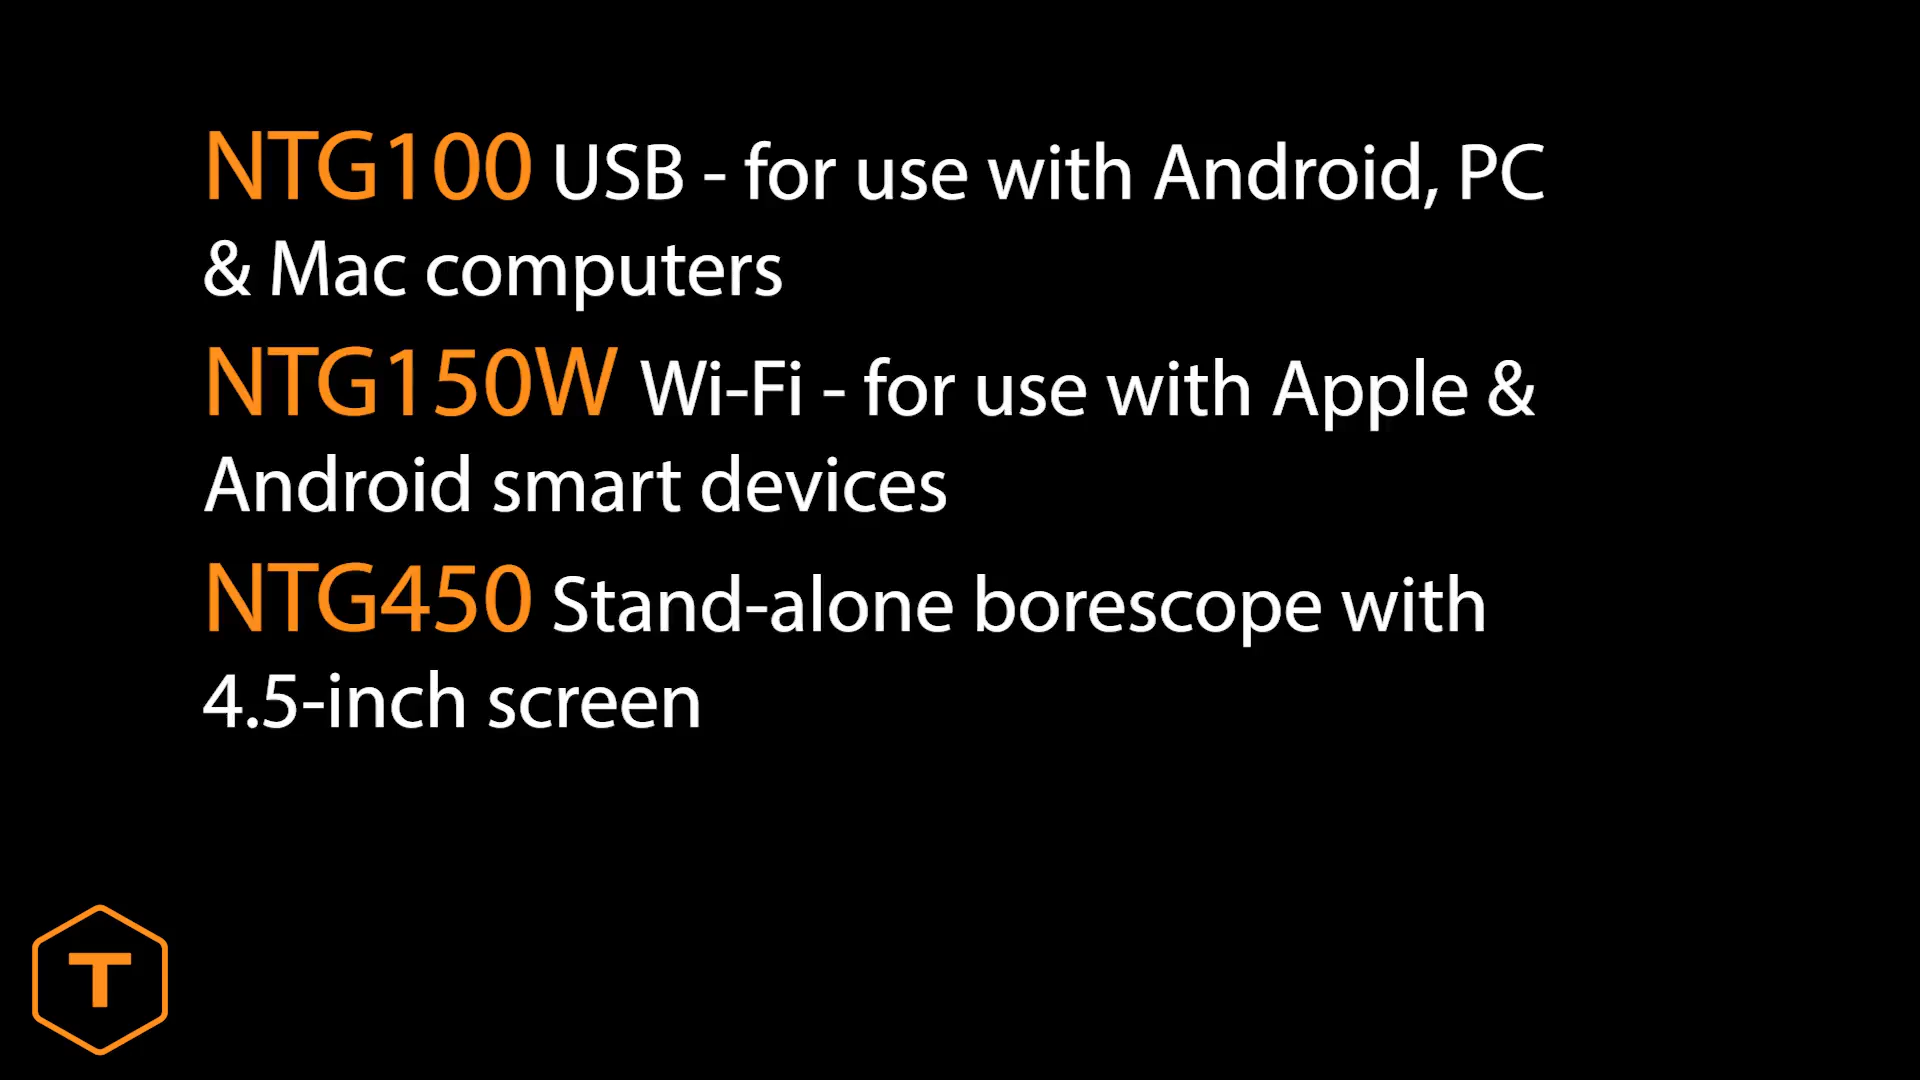 NTG100 USB - for use with Android, PC
& Mac computers
NTG150W Wi-Fi - for use with Apple &
Android smart devices
NTG450 Stand-alone borescope with
4.5-inch screen
T